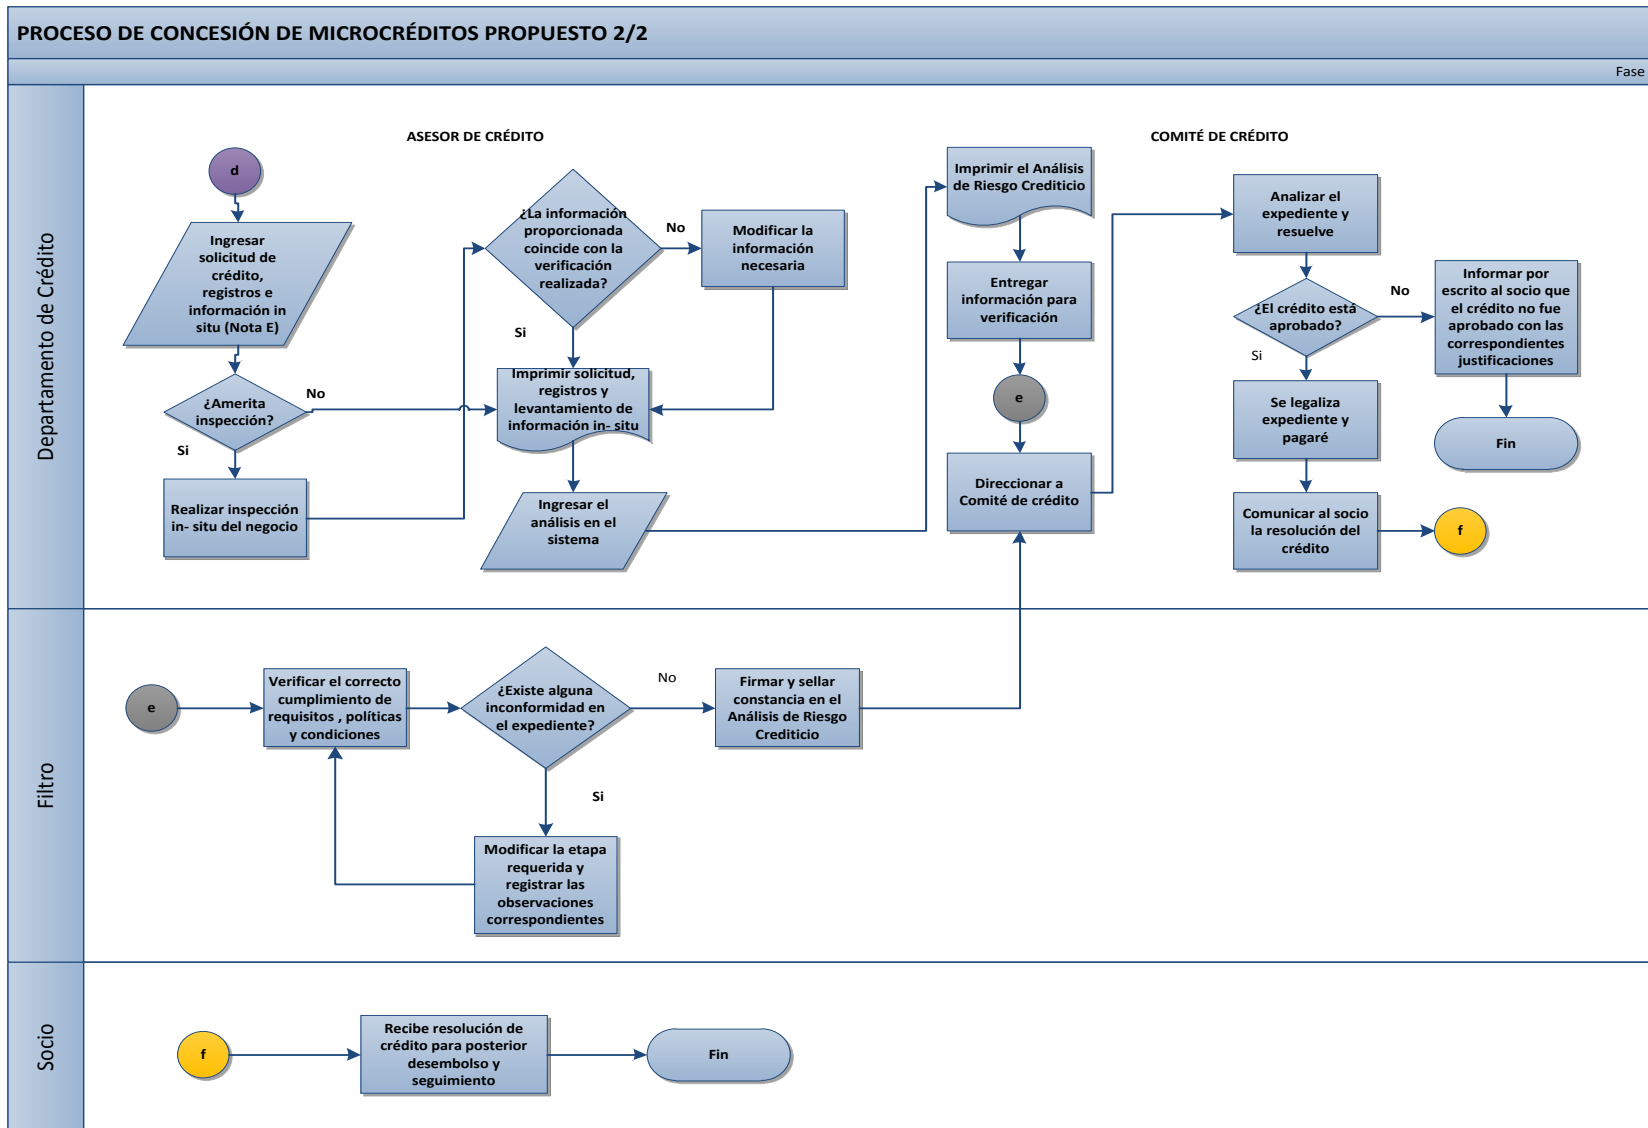 PROCESO DE CONCESIÓN DE MICROCRÉDITOS PROPUESTO 2/2
Fase
Departamento de Crédito
ASESOR DE CRÉDITO
COMITÉ DE CRÉDITO
d
Ingresar
solicitud de
crédito,
registros e
información in
situ (Nota E)
¿Amerita
inspección?
No
Si
Realizar inspección
in- situ del negocio
¿La información
proporcionada
coincide con la
verificación
realizada?
No
Si
Modificar la
información
necesaria
Imprimir solicitud,
registros y
levantamiento de
información in- situ
Ingresar el
análisis en el
sistema
Imprimir el Análisis
de Riesgo Crediticio
Entregar
información para
verificación
e
Direccionar a
Comité de crédito
Analizar el
expediente y
resuelve
¿El crédito está
aprobado?
No
Si
Informar por
escrito al socio que
el crédito no fue
aprobado con las
correspondientes
justificaciones
Fin
Se legaliza
expediente y
pagaré
Comunicar al socio
la resolución del
crédito
f
Filtro
e
Verificar el correcto
cumplimiento de
requisitos , políticas
y condiciones
¿Existe alguna
inconformidad en
el expediente?
No
Si
Firmar y sellar
constancia en el
Análisis de Riesgo
Crediticio
Modificar la etapa
requerida y
registrar las
observaciones
correspondientes
Socio
f
Recibe resolución de
crédito para posterior
desembolso y
seguimiento
Fin